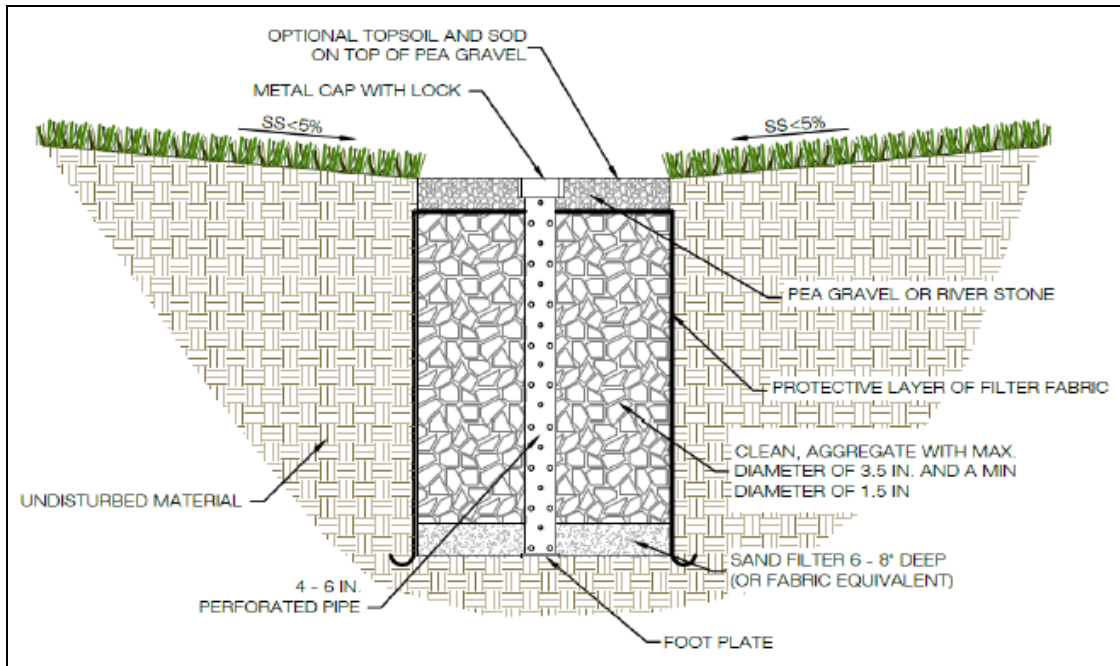 OPTIONAL TOPSOIL AND SOD
ON TOP OF PEA GRAVEL
METAL CAP WITH LOCK
SS<5%
SS<5%
PEA GRAVEL OR RIVER STONE
PROTECTIVE LAYER OF FILTER FABRIC
CLEAN, AGGREGATE WITH MAX.
DIAMETER OF 3.5 IN. AND A MIN
DIAMETER OF 1.5 IN
UNDISTURBED MATERIAL
SAND FILTER 6 - 8" DEEP
(OR FABRIC EQUIVALENT)
4 - 6 IN.
PERFORATED PIPE
FOOT PLATE